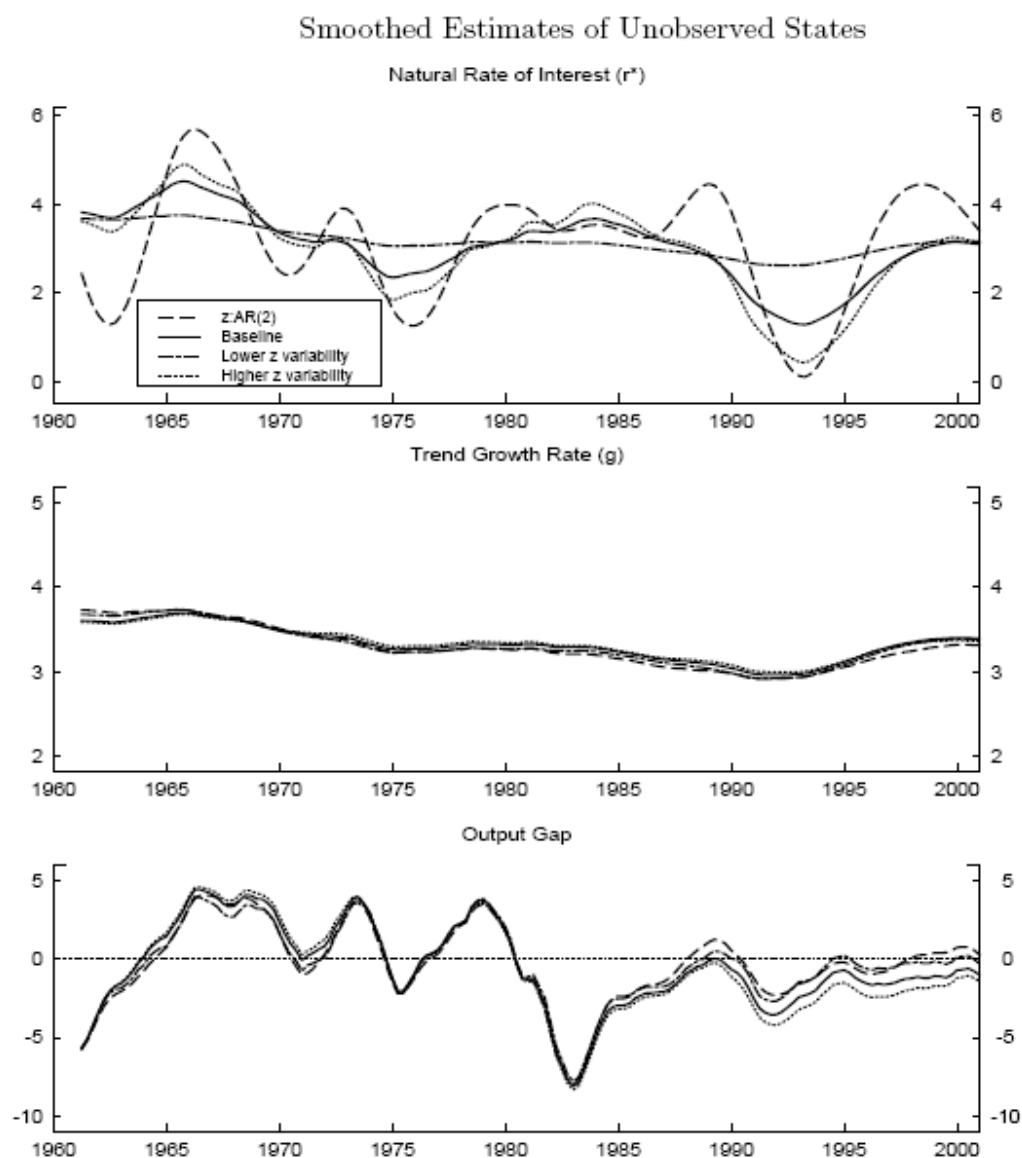 Smoothed Estimates of Unobserved States
Natural Rate of Interest (r*)
6 6
4 4
2 2
0 0
z:AR(2)
Baseline
Lower z variability
Higher z variability
1960 1965 1970 1975 1980 1985 1990 1995 2000
Trend Growth Rate (g)
5 5
4 4
3 3
2 2
1960 1965 1970 1975 1980 1985 1990 1995 2000
Output Gap
5 5
0 0
-5 -5
-10 -10
1960 1965 1970 1975 1980 1985 1990 1995 2000